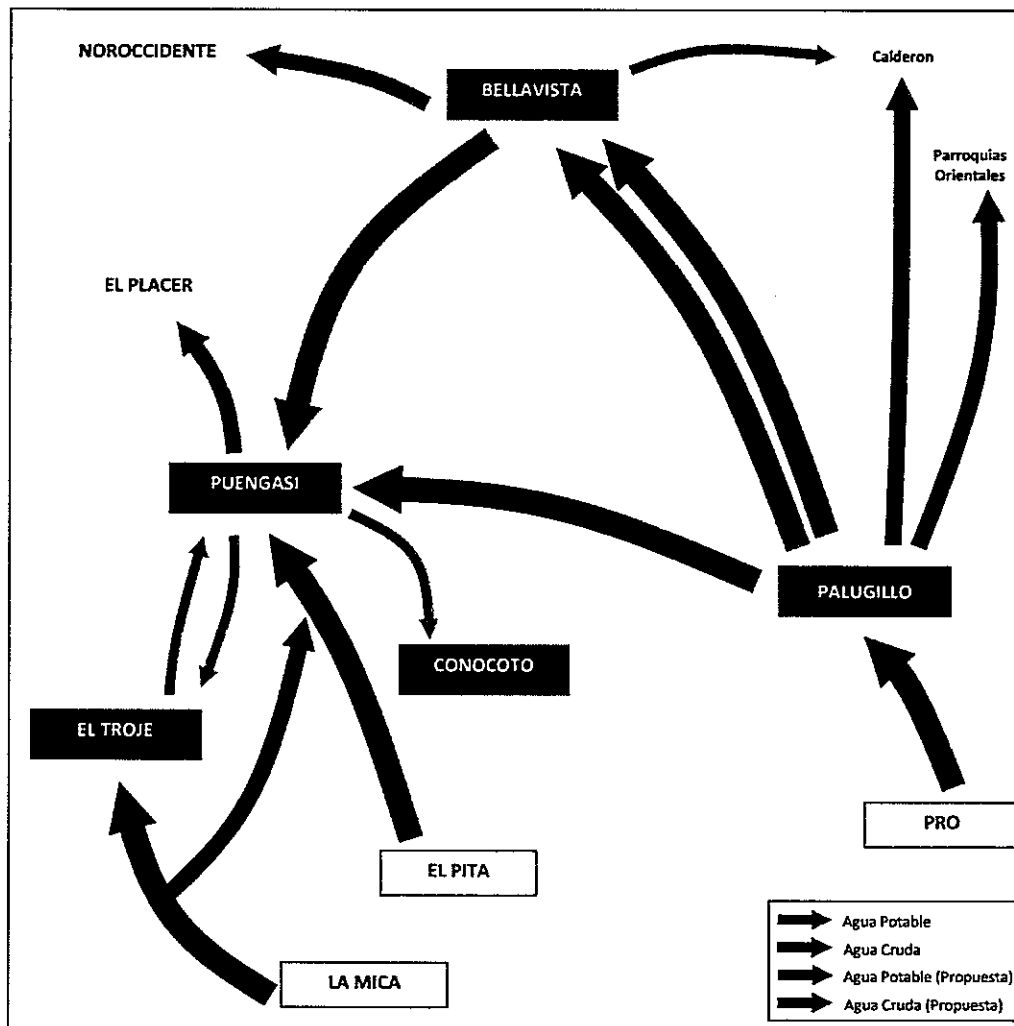 NOROCCIDENTE
BELLAVISTA
Calderon
Parroquias
Orientales
EL PLACER
PUENGASI
PALUGILLO
CONOCOTO
EL TROJE
PRO
EL PITA
LA MICA
Agua Potable
Agua Cruda
Agua Potable (Propuesta)
Agua Cruda (Propuesta)